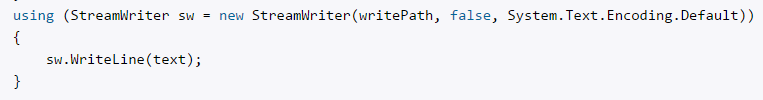 using (StreamWriter sw = new StreamWriter(writePath, false, System.Text.Encoding.Default))
{
    sw.WriteLine(text);
}